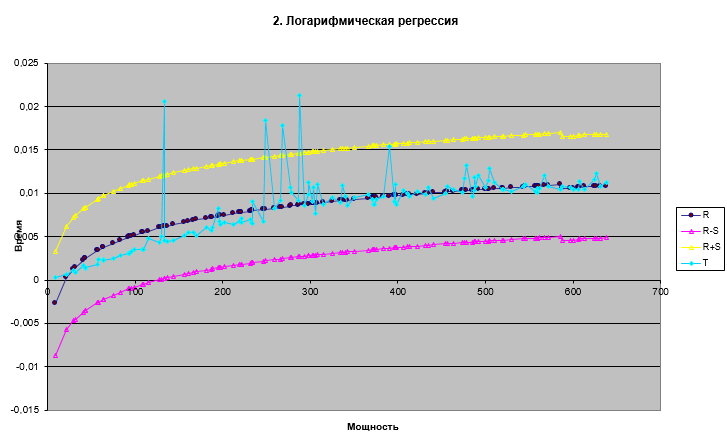 2. Логарифмическая регрессия
0,025
0,02
0,015
0,01
0,005
0
-0,005
-0,01
-0,015
0 100 200 300 400 500 600 700
Время
Мощность
R
R-S
R+S
T